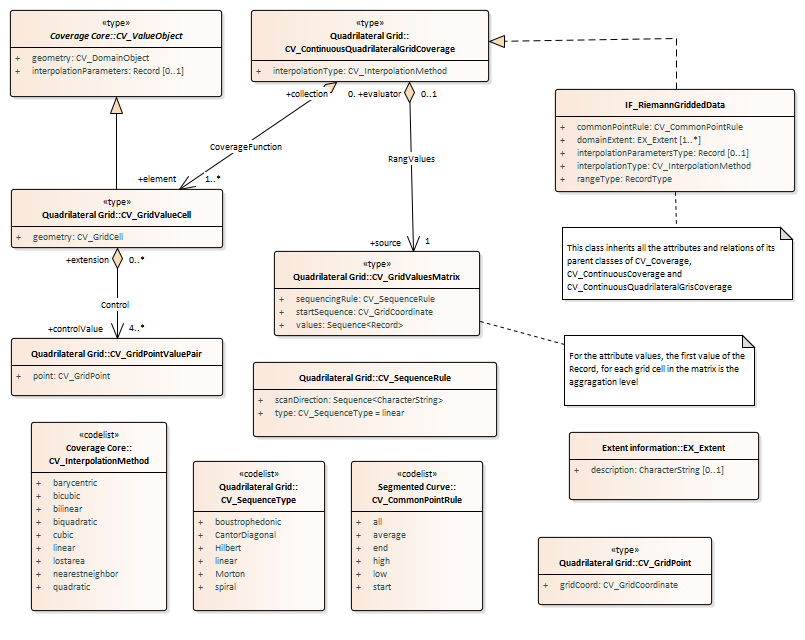 «type»
Coverage Core::CV_ValueObject
+ geometry: CV_DomainObject
+ interpolationParameters: Record [0..1]
«type»
Quadrilateral Grid::
CV_ContinuousQuadrilateralGridCoverage
+ interpolationType: CV_InterpolationMethod
+collection
0..
+evaluator
0..1
CoverageFunction
RangValues
+element
1..*
+source
1
IF_RiemannGriddedData
+ commonPointRule: CV_CommonPointRule
+ domainExtent: EX_Extent [1..*]
+ interpolationParametersType: Record [0..1]
+ interpolationType: CV_InterpolationMethod
+ rangeType: RecordType
«type»
Quadrilateral Grid::CV_GridValueCell
+ geometry: CV_GridCell
+extension
0..*
Control
+controlValue
4..*
This class inherits all the attributes and relations of its
parent classes of CV_Coverage,
CV_ContinuousCoverage and
CV_ContinuousQuadrilateralGrisCoverage
«type»
Quadrilateral Grid::CV_GridValuesMatrix
+ sequencingRule: CV_SequenceRule
+ startSequence: CV_GridCoordinate
+ values: Sequence<Record>
Quadrilateral Grid::CV_GridPointValuePair
+ point: CV_GridPoint
For the attribute values, the first value of the
Record, for each grid cell in the matrix is the
aggragation level
Quadrilateral Grid::CV_SequenceRule
+ scanDirection: Sequence<CharacterString>
+ type: CV_SequenceType = linear
«codelist»
Coverage Core::
CV_InterpolationMethod
+ barycentric
+ bicubic
+ bilinear
+ biquadratic
+ cubic
+ linear
+ lostarea
+ nearestneighbor
+ quadratic
«codelist»
Quadrilateral Grid::
CV_SequenceType
+ boustrophedonic
+ CantorDiagonal
+ Hilbert
+ linear
+ Morton
+ spiral
«codelist»
Segmented Curve::
CV_CommonPointRule
+ all
+ average
+ end
+ high
+ low
+ start
Extent information::EX_Extent
+ description: CharacterString [0..1]
«type»
Quadrilateral Grid::CV_GridPoint
+ gridCoord: CV_GridCoordinate